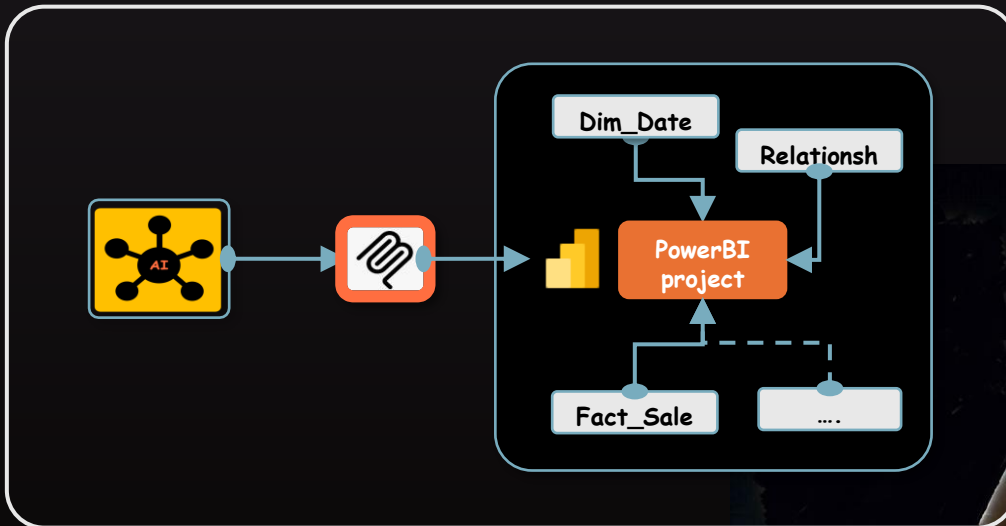 Dim_Date
Relationsh
AI
PowerBI
project
Fact_Sale
....